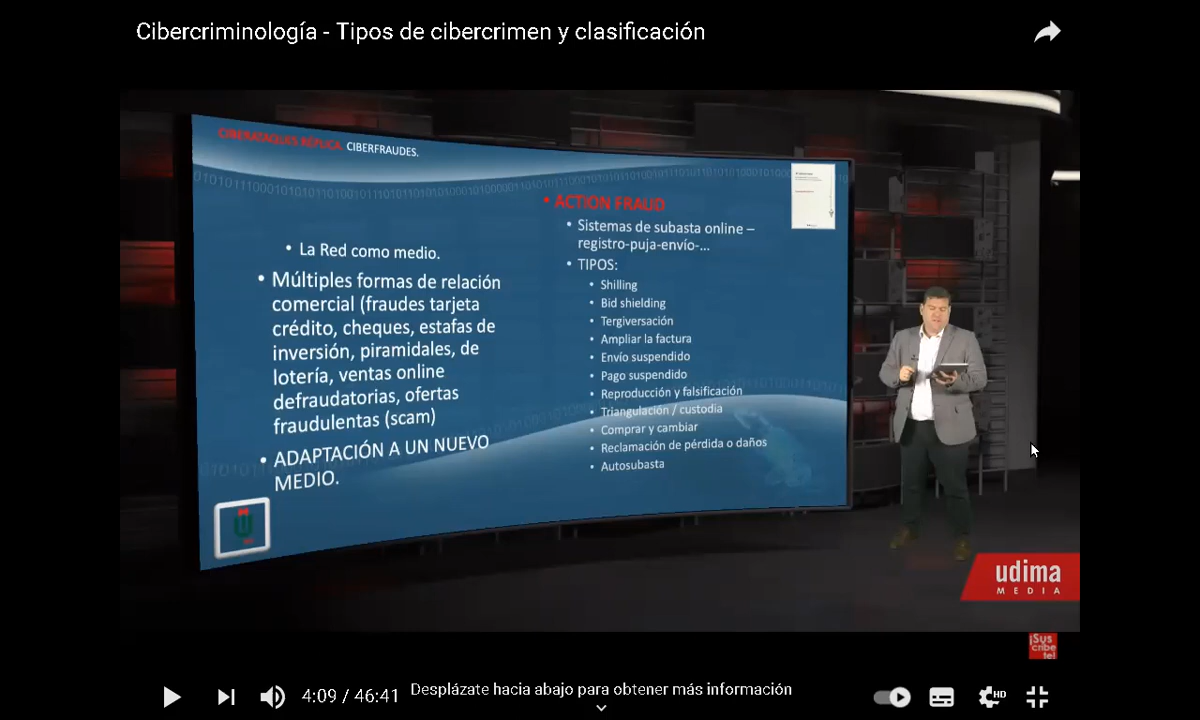 Cibercriminología - Tipos de cibercrimen y clasificación
CIBERATAQUES RÉPLICA. CIBERFRAUDES.
• La Red como medio.
• Múltiples formas de relación
comercial (fraudes tarjeta
crédito, cheques, estafas de
inversión, piramidales, de
lotería, ventas online
defraudatorias, ofertas
fraudulentas (scam)
• ADAPTACIÓN A UN NUEVO
MEDIO.
• ACTION FRAUD
• Sistemas de subasta online –
registro-puja-envío-...
• TIPOS:
• Shilling
• Bid shielding
• Tergiversación
• Ampliar la factura
• Envío suspendido
• Pago suspendido
• Reproducción y falsificación
• Triangulación / custodia
• Comprar y cambiar
• Reclamación de pérdida o daños
• Autosubasta
udima
MEDIA
¡Sus
cribe
te!
4:09 / 46:41
Desplázate hacia abajo para obtener más información
HD